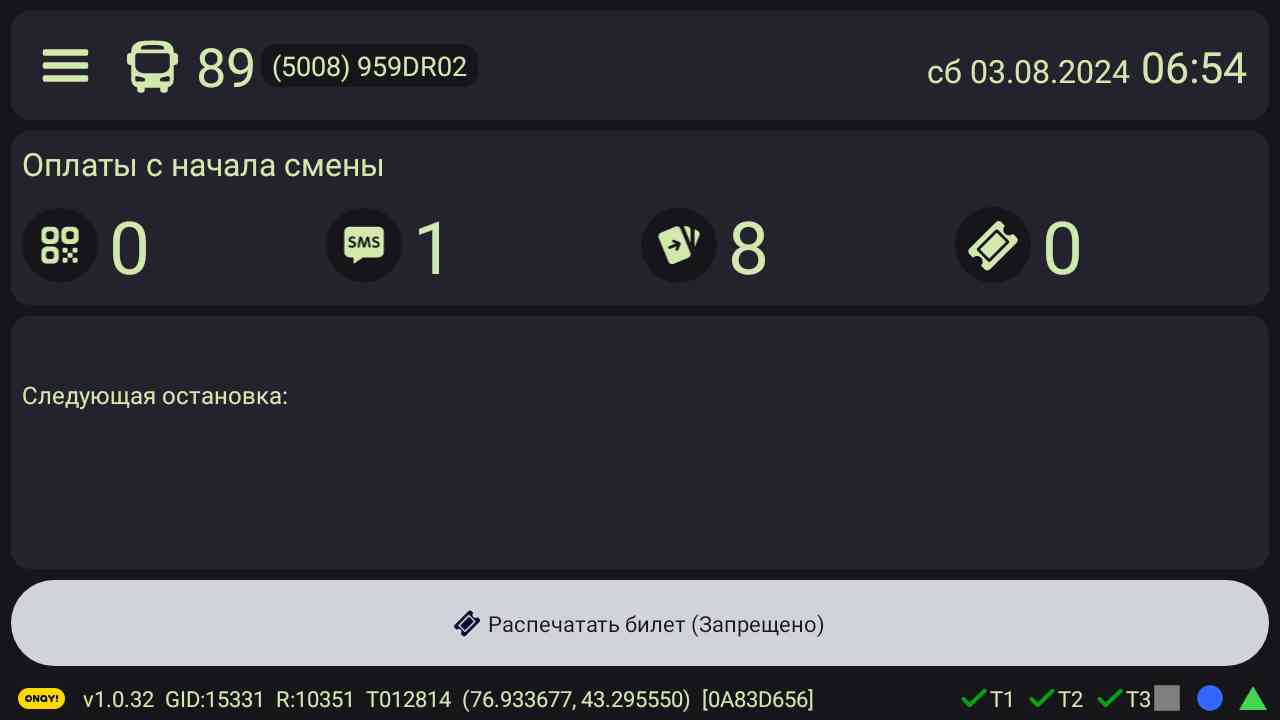 89 (5008) 959DR02 сб 03.08.2024 06:54
Оплаты с начала смены
0 SMS 1 8 0
Следующая остановка:
Распечатать билет (Запрещено)
ONAY! v1.0.32 GID:15331 R:10351 T012814 (76.933677, 43.295550) [0A83D656] T1 T2 T3